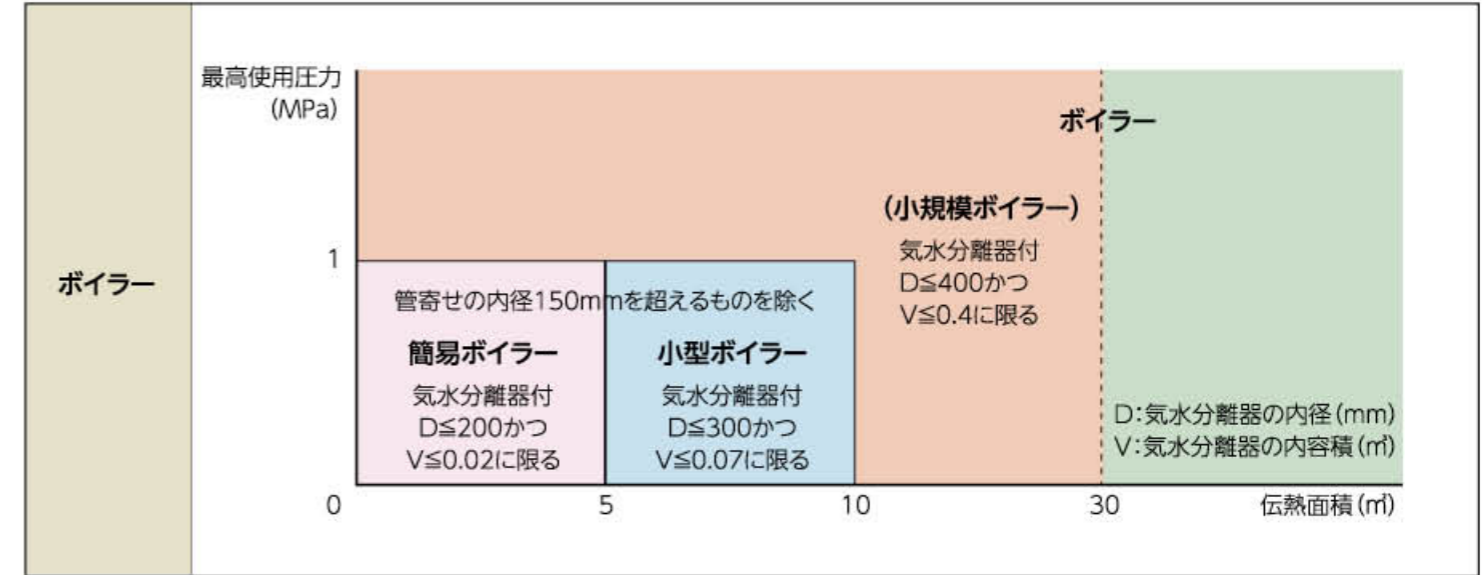 ボイラー
最高使用圧力
(MPa)
ボイラー
(小規模ボイラー)
気水分離器付
D≦400かつ
V≦0.4に限る
1
管寄せの内径150mmを超えるものを除く
簡易ボイラー
気水分離器付
D≦200かつ
V≦0.02に限る
小型ボイラー
気水分離器付
D≦300かつ
V≦0.07に限る
D:気水分離器の内径(mm)
V:気水分離器の内容積(㎥)
0
5
10
30
伝熱面積(㎡)